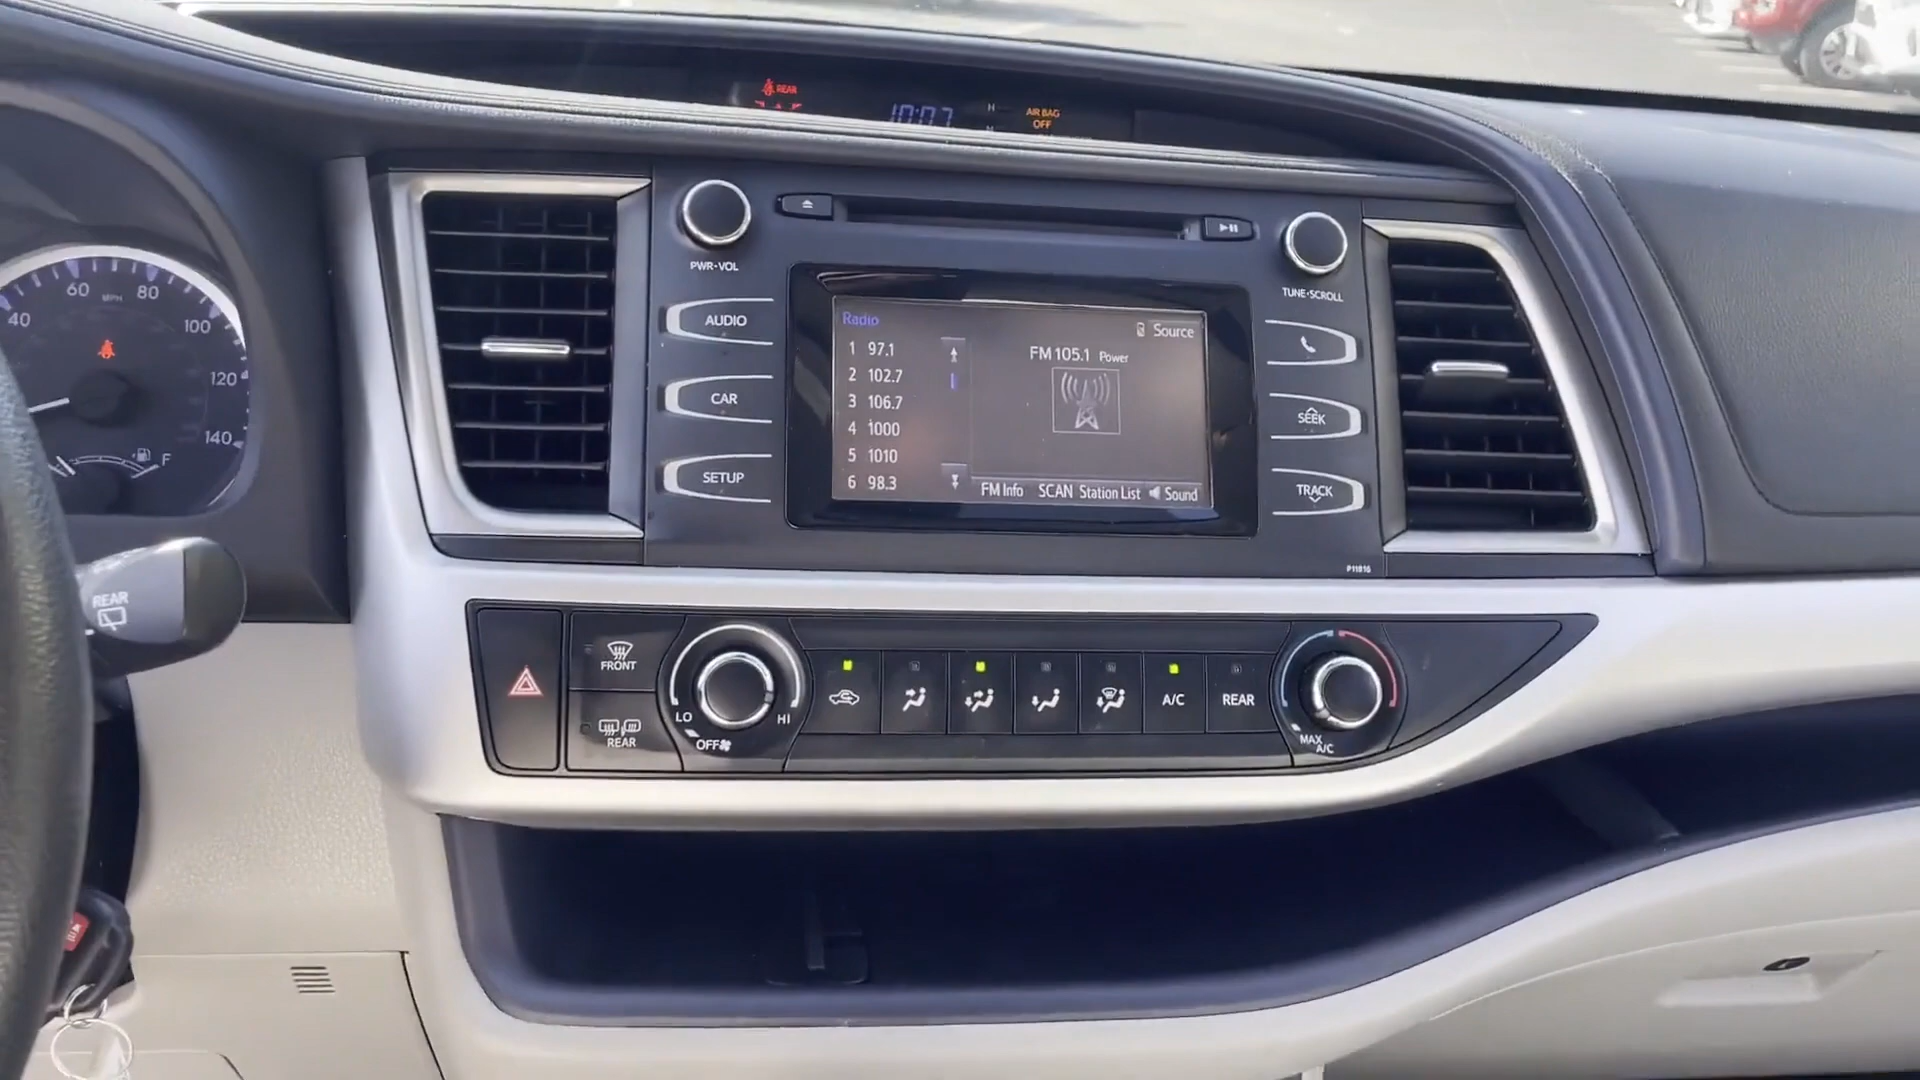 REAR
10:07
AIR BAG
OFF
PWR•VOL
TUNE•SCROLL
AUDIO
CAR
SETUP
SEEK
TRACK
Radio
Source
1 97.1
2 102.7
3 106.7
4 1000
5 1010
6 98.3
FM 105.1 Power
FM Info SCAN Station List Sound
P11816
40
60
MPH
80
100
120
140
F
REAR
FRONT
REAR
LO
HI
OFF
A/C
REAR
MAX
A/C